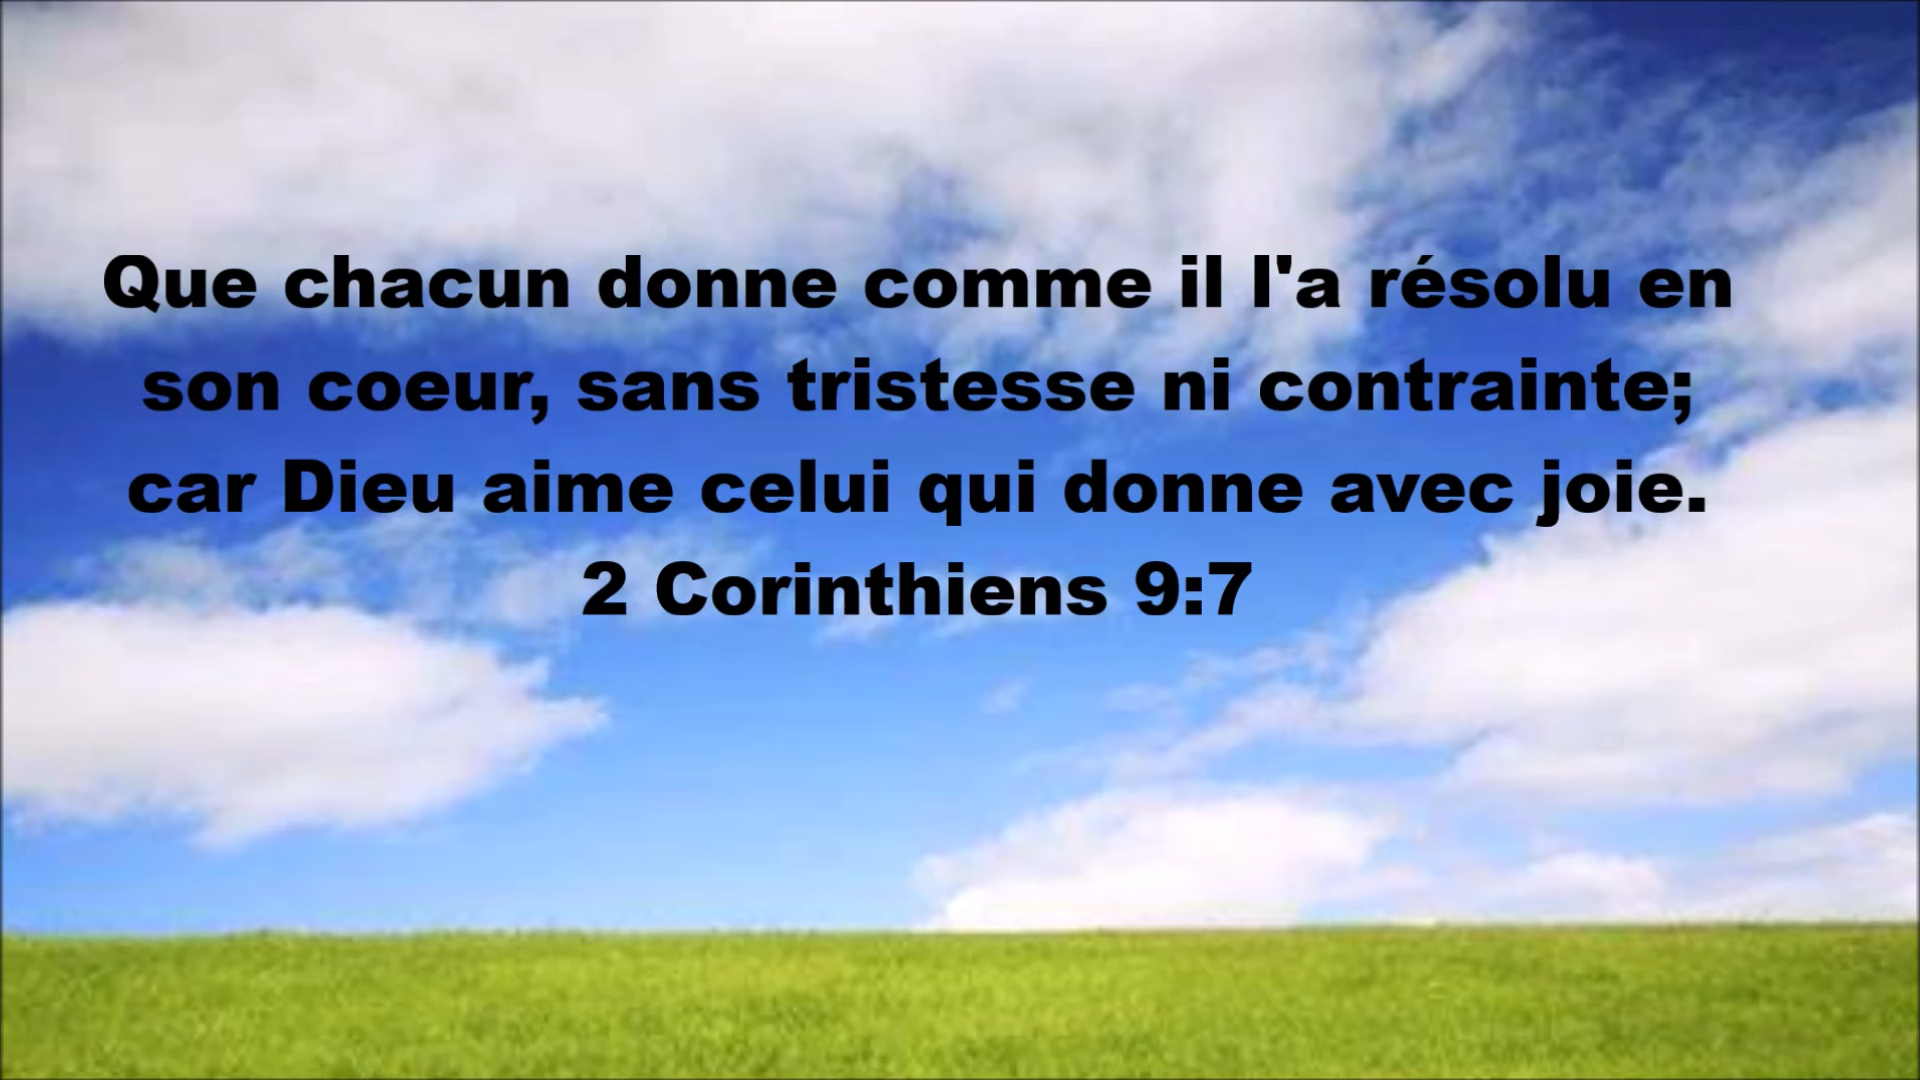 Que chacun donne comme il l'a résolu en
son coeur, sans tristesse ni contrainte;
car Dieu aime celui qui donne avec joie.
2 Corinthiens 9:7